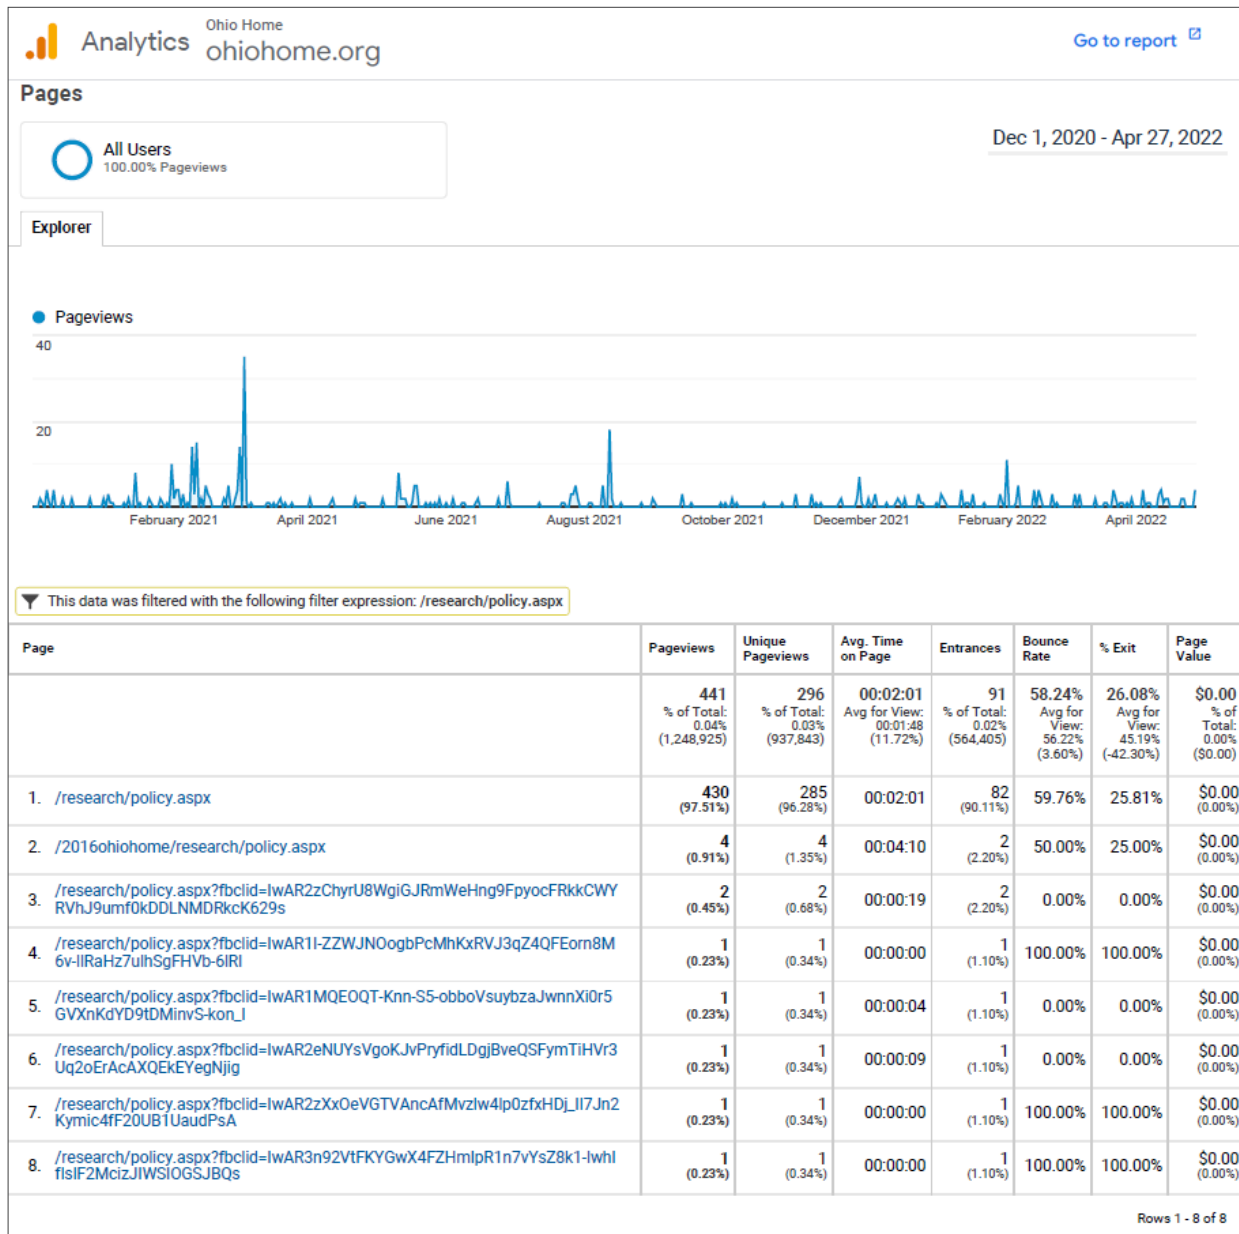 Analytics
Ohio Home
ohiohome.org
Go to report
Pages
All Users
100.00% Pageviews
Dec 1, 2020 - Apr 27, 2022
Explorer
Pageviews
40
20
February 2021 April 2021 June 2021 August 2021 October 2021 December 2021 February 2022 April 2022
This data was filtered with the following filter expression: /research/policy.aspx
Page Pageviews Unique Pageviews Avg. Time on Page Entrances Bounce Rate % Exit Page Value
441 296 00:02:01 91 58.24% 26.08% $0.00
% of Total: 0.04% (1,248,925) % of Total: 0.03% (937,843) Avg for View: 00:01:48 (11.72%) % of Total: 0.02% (564,405) Avg for View: 56.22% (3.60%) Avg for View: 45.19% (-42.30%) % of Total: 0.00% ($0.00)
1. /research/policy.aspx 430 (97.51%) 285 (96.28%) 00:02:01 82 (90.11%) 59.76% 25.81% $0.00 (0.00%)
2. /2016ohiohome/research/policy.aspx 4 (0.91%) 4 (1.35%) 00:04:10 2 (2.20%) 50.00% 25.00% $0.00 (0.00%)
3. /research/policy.aspx?fbclid=IwAR2zChyrU8WgiGJRmWeHng9FpyocFRkkCWY
RVhJ9umf0kDDLNMDRkcK629s 2 (0.45%) 2 (0.68%) 00:00:19 2 (2.20%) 0.00% 0.00% $0.00 (0.00%)
4. /research/policy.aspx?fbclid=IwAR1I-ZZWJNOogbPcMhKxRVJ3qZ4QFEorn8M
6v-IIRaHz7ulhSgFHVb-6IRI 1 (0.23%) 1 (0.34%) 00:00:00 1 (1.10%) 100.00% 100.00% $0.00 (0.00%)
5. /research/policy.aspx?fbclid=IwAR1MQEOQT-Knn-S5-obboVsuybzaJwnnXi0r5
GVXnKdYD9tDMinvS-kon_I 1 (0.23%) 1 (0.34%) 00:00:04 1 (1.10%) 0.00% 0.00% $0.00 (0.00%)
6. /research/policy.aspx?fbclid=IwAR2eNUYsVgoKJvPryfidLDgjBveQSFymTiHVr3
Uq2oErAcAXQEkEYegNjig 1 (0.23%) 1 (0.34%) 00:00:09 1 (1.10%) 0.00% 0.00% $0.00 (0.00%)
7. /research/policy.aspx?fbclid=IwAR2zXxOeVGTVAncAfMvzlw4lp0zfxHDj_II7Jn2
Kymic4fF20UB1UaudPsA 1 (0.23%) 1 (0.34%) 00:00:00 1 (1.10%) 100.00% 100.00% $0.00 (0.00%)
8. /research/policy.aspx?fbclid=IwAR3n92VtFKYGwX4FZHmIpR1n7vYsZ8k1-IwhI
flsIF2McizJIWSIOGSJBQs 1 (0.23%) 1 (0.34%) 00:00:00 1 (1.10%) 100.00% 100.00% $0.00 (0.00%)
Rows 1 - 8 of 8